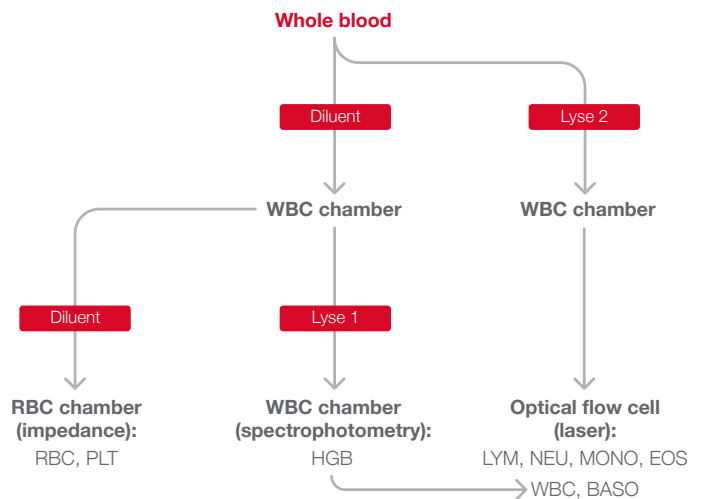 Whole blood
Diluent
Lyse 2
WBC chamber
WBC chamber
Diluent
Lyse 1
RBC chamber
(impedance):
RBC, PLT
WBC chamber
(spectrophotometry):
HGB
Optical flow cell
(laser):
LYM, NEU, MONO, EOS
WBC, BASO